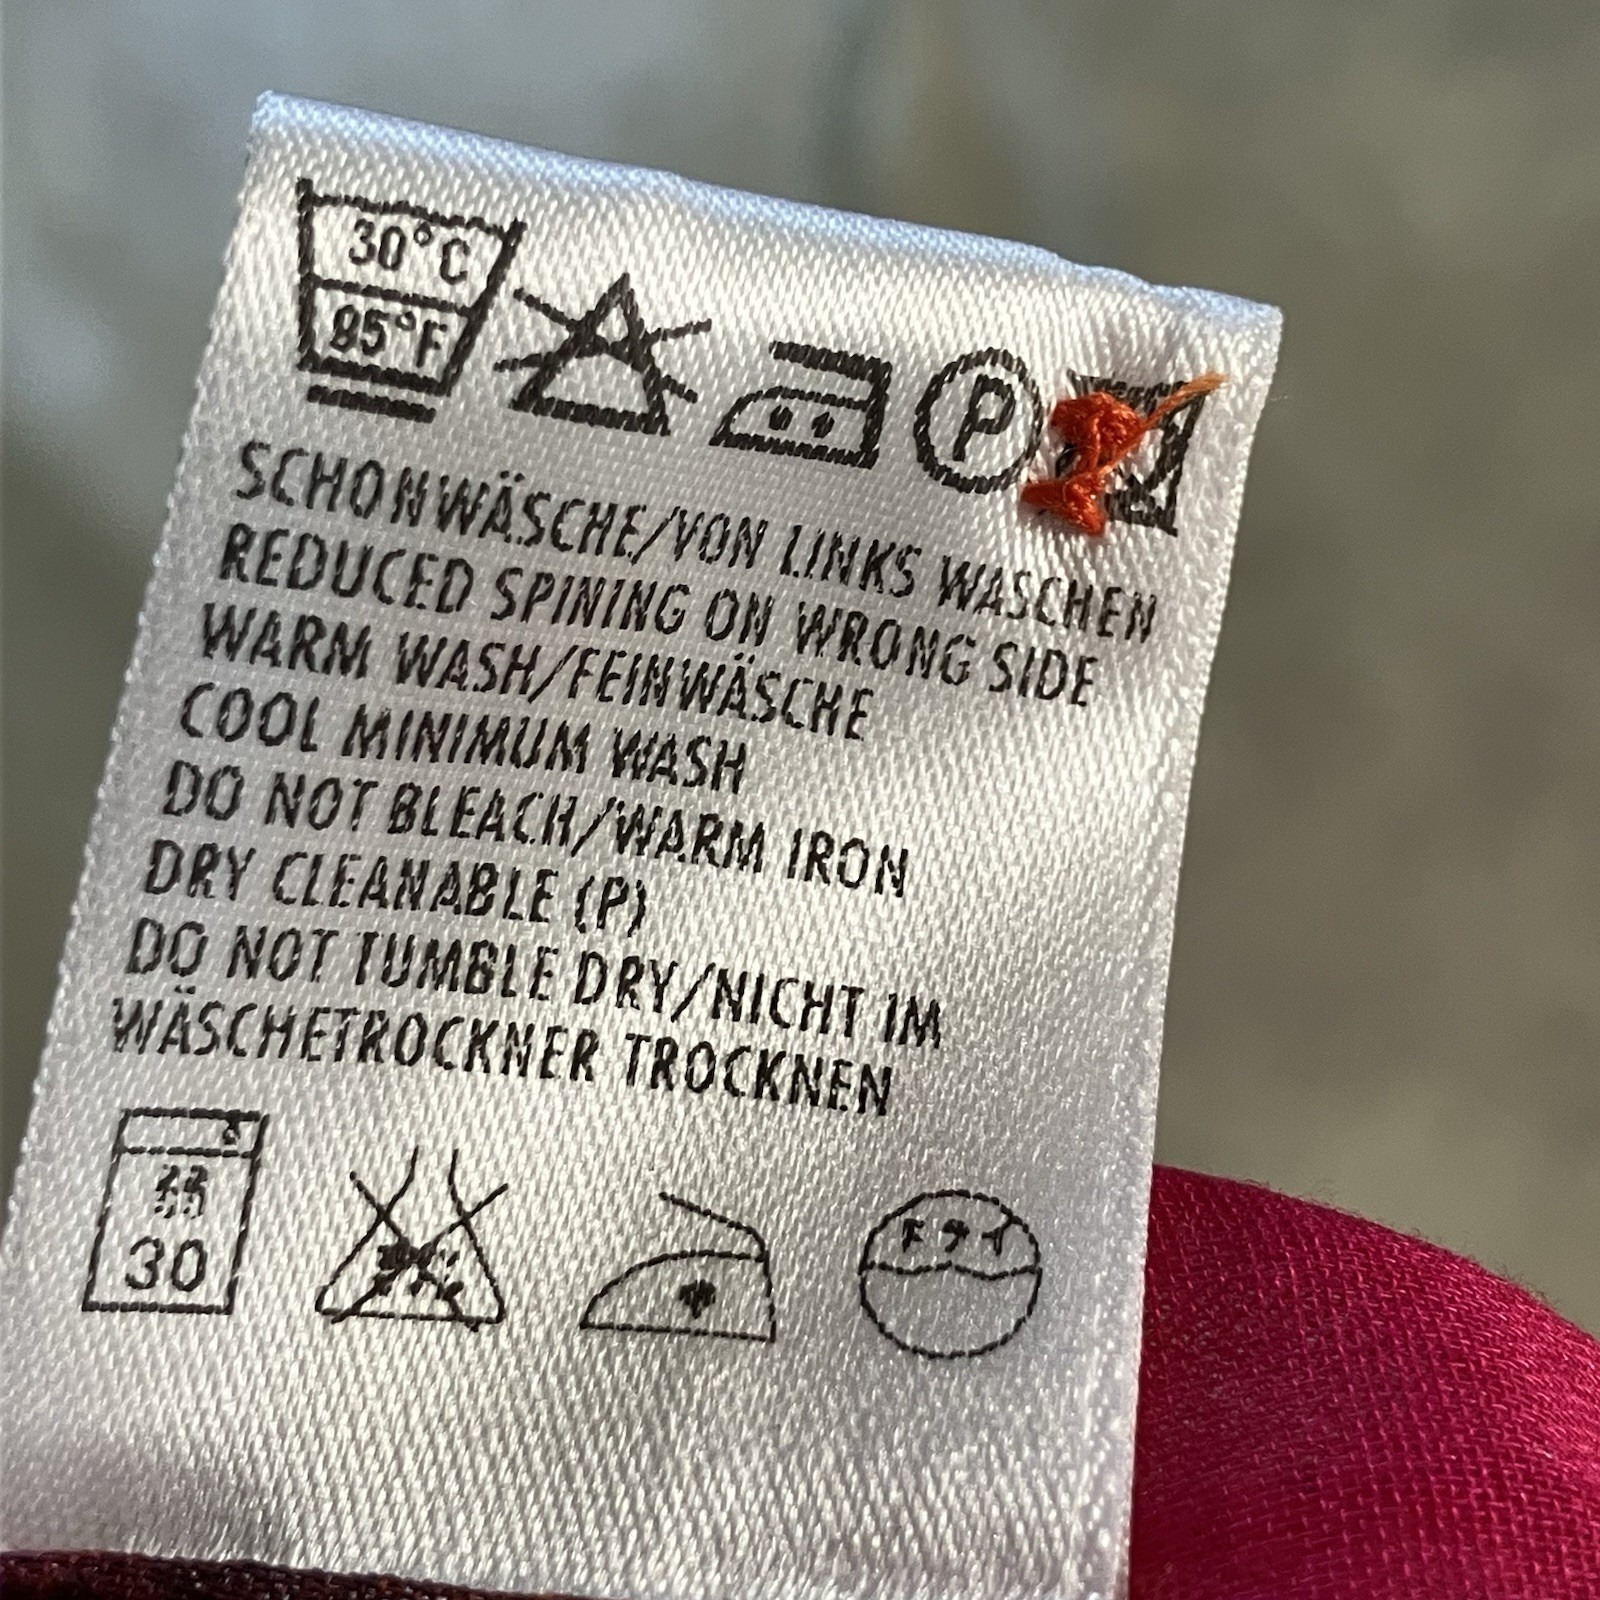 30°C
85°F
P
SCHONWÄSCHE/VON LINKS WASCHEN
REDUCED SPINING ON WRONG SIDE
WARM WASH/FEINWÄSCHE
COOL MINIMUM WASH
DO NOT BLEACH/WARM IRON
DRY CLEANABLE (P)
DO NOT TUMBLE DRY/NICHT IM
WÄSCHETROCKNER TROCKNEN
30
ドライ